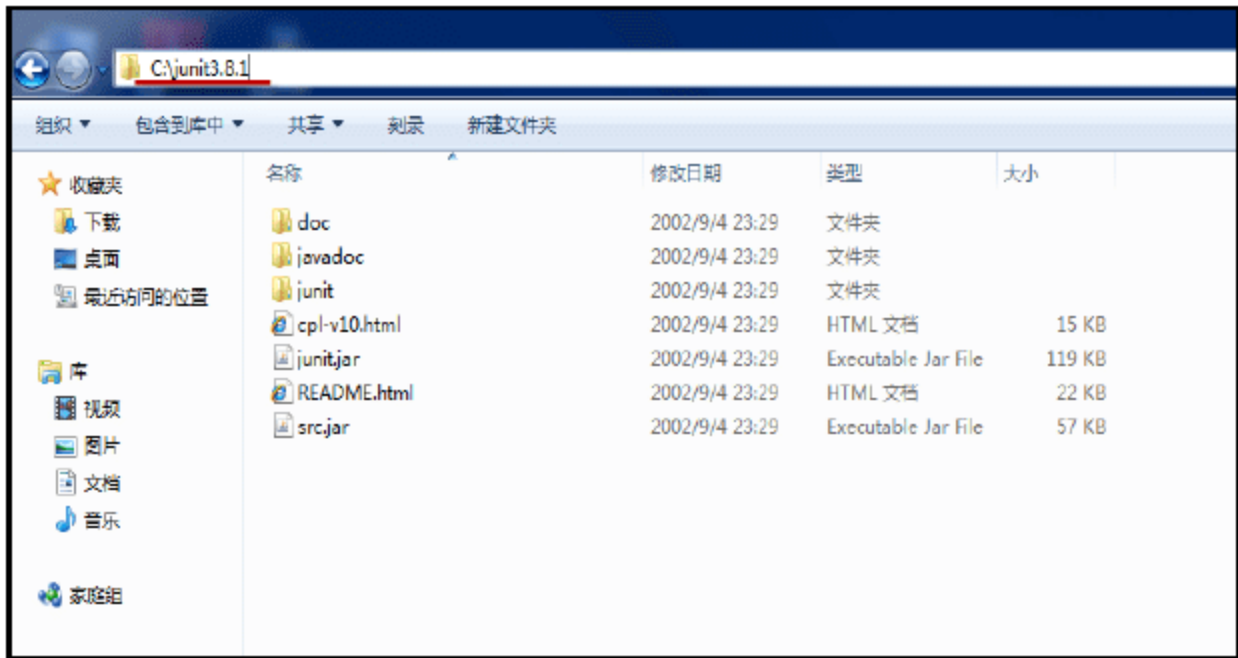 C:\junit3.8.1
组织 包含到库中 共享 刻录 新建文件夹
名称 修改日期 类型 大小
收藏夹
下载
桌面
最近访问的位置
库
视频
图片
文档
音乐
家庭组
doc 2002/9/4 23:29 文件夹
javadoc 2002/9/4 23:29 文件夹
junit 2002/9/4 23:29 文件夹
cpl-v10.html 2002/9/4 23:29 HTML 文档 15 KB
junit.jar 2002/9/4 23:29 Executable Jar File 119 KB
README.html 2002/9/4 23:29 HTML 文档 22 KB
src.jar 2002/9/4 23:29 Executable Jar File 57 KB